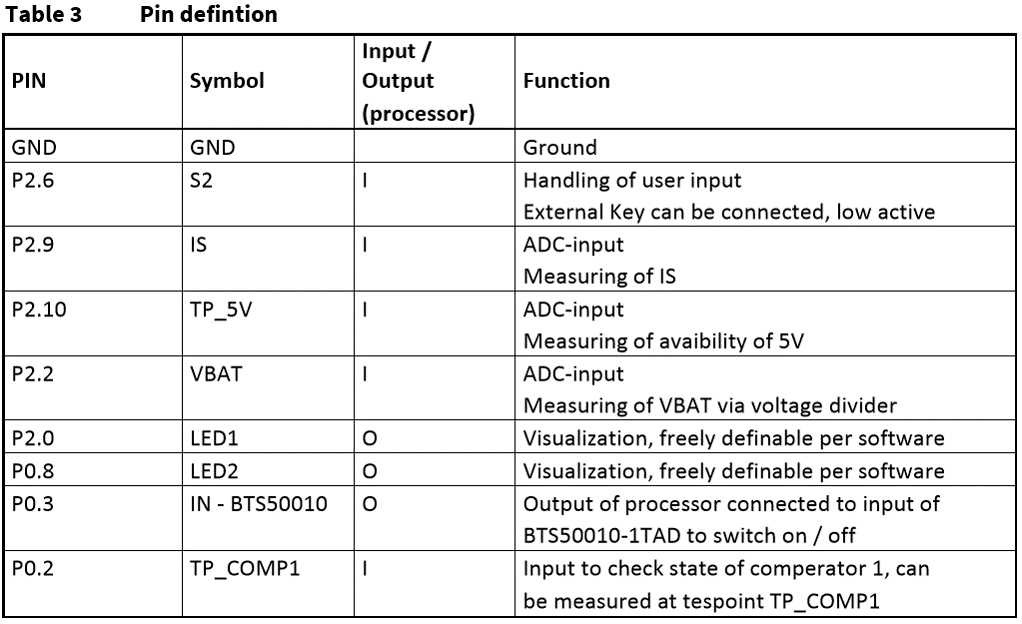 Table 3 Pin defintion
PIN Symbol Input / Output (processor) Function
GND GND Ground
P2.6 S2 I Handling of user input
External Key can be connected, low active
P2.9 IS I ADC-input
Measuring of IS
P2.10 TP_5V I ADC-input
Measuring of avaibility of 5V
P2.2 VBAT I ADC-input
Measuring of VBAT via voltage divider
P2.0 LED1 O Visualization, freely definable per software
P0.8 LED2 O Visualization, freely definable per software
P0.3 IN - BTS50010 O Output of processor connected to input of
BTS50010-1TAD to switch on / off
P0.2 TP_COMP1 I Input to check state of comperator 1, can
be measured at tespoint TP_COMP1